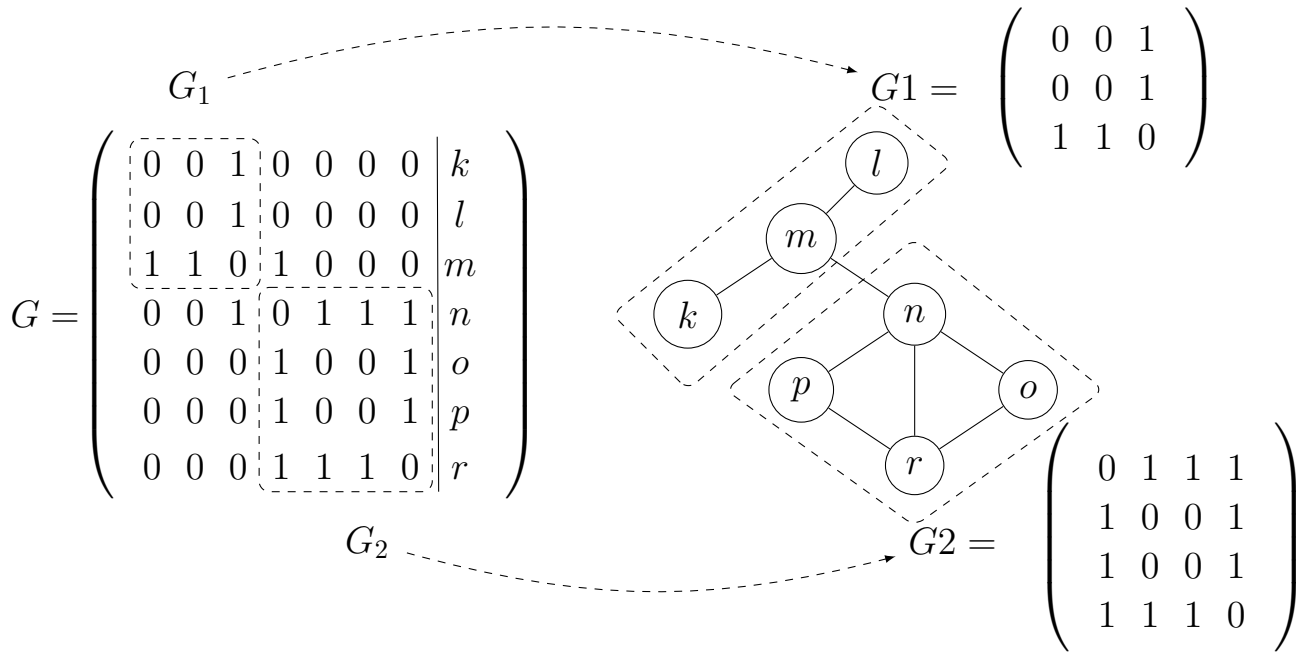 G₁
G1 =
0 0 1
0 0 1
1 1 0
G =
0 0 1 0 0 0 0 k
0 0 1 0 0 0 0 l
1 1 0 1 0 0 0 m
0 0 1 0 1 1 1 n
0 0 0 1 0 0 1 o
0 0 0 1 0 0 1 p
0 0 0 1 1 1 0 r
l
m
k
n
p
o
r
G₂
G2 =
0 1 1 1
1 0 0 1
1 0 0 1
1 1 1 0